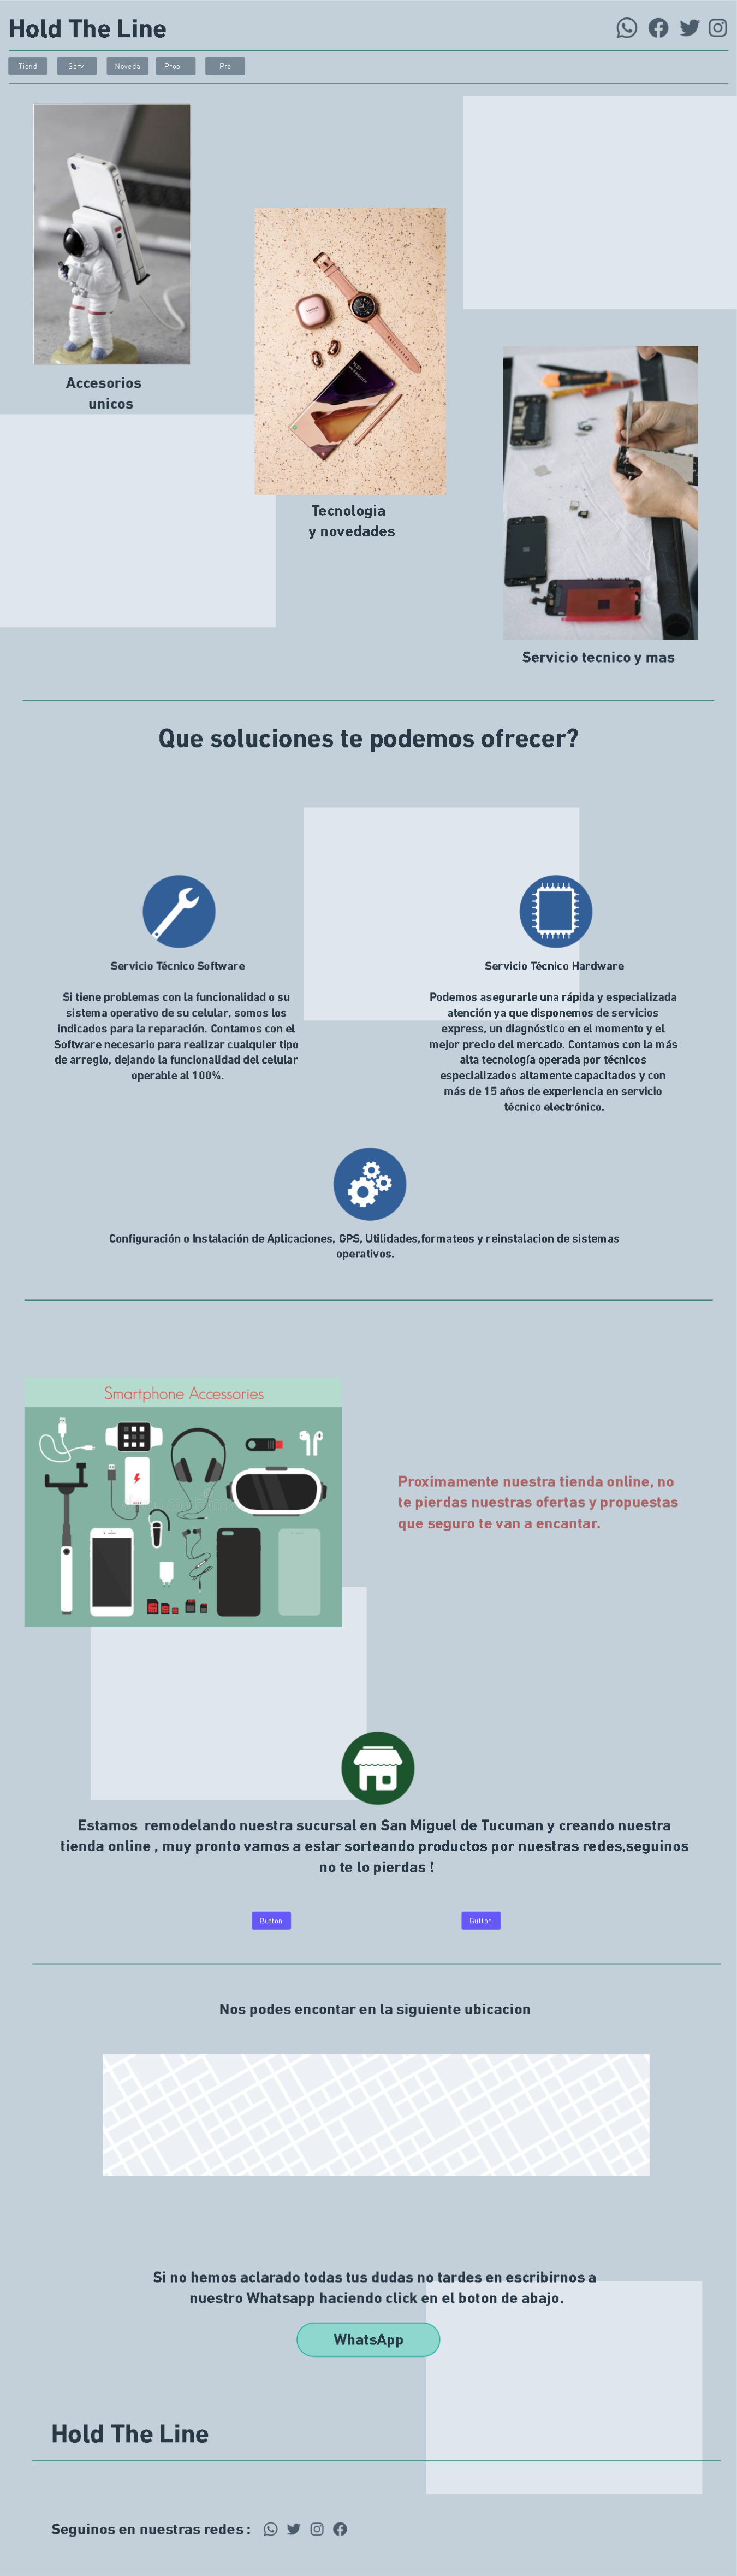 Hold The Line
Tiend
Servi
Noveda
Prop
Pre
Accesorios
unicos
Tecnologia
y novedades
Servicio tecnico y mas
Que soluciones te podemos ofrecer?
Servicio Técnico Software
Si tiene problemas con la funcionalidad o su
sistema operativo de su celular, somos los
indicados para la reparación. Contamos con el
Software necesario para realizar cualquier tipo
de arreglo, dejando la funcionalidad del celular
operable al 100%.
Servicio Técnico Hardware
Podemos asegurarle una rápida y especializada
atención ya que disponemos de servicios
express, un diagnóstico en el momento y el
mejor precio del mercado. Contamos con la más
alta tecnología operada por técnicos
especializados altamente capacitados y con
más de 15 años de experiencia en servicio
técnico electrónico.
Configuración o Instalación de Aplicaciones, GPS, Utilidades,formateos y reinstalacion de sistemas
operativos.
Smartphone Accessories
Proximamente nuestra tienda online, no
te pierdas nuestras ofertas y propuestas
que seguro te van a encantar.
Estamos remodelando nuestra sucursal en San Miguel de Tucuman y creando nuestra
tienda online , muy pronto vamos a estar sorteando productos por nuestras redes,seguinos
no te lo pierdas !
Button
Button
Nos podes encontar en la siguiente ubicacion
Si no hemos aclarado todas tus dudas no tardes en escribirnos a
nuestro Whatsapp haciendo click en el boton de abajo.
WhatsApp
Hold The Line
Seguinos en nuestras redes :